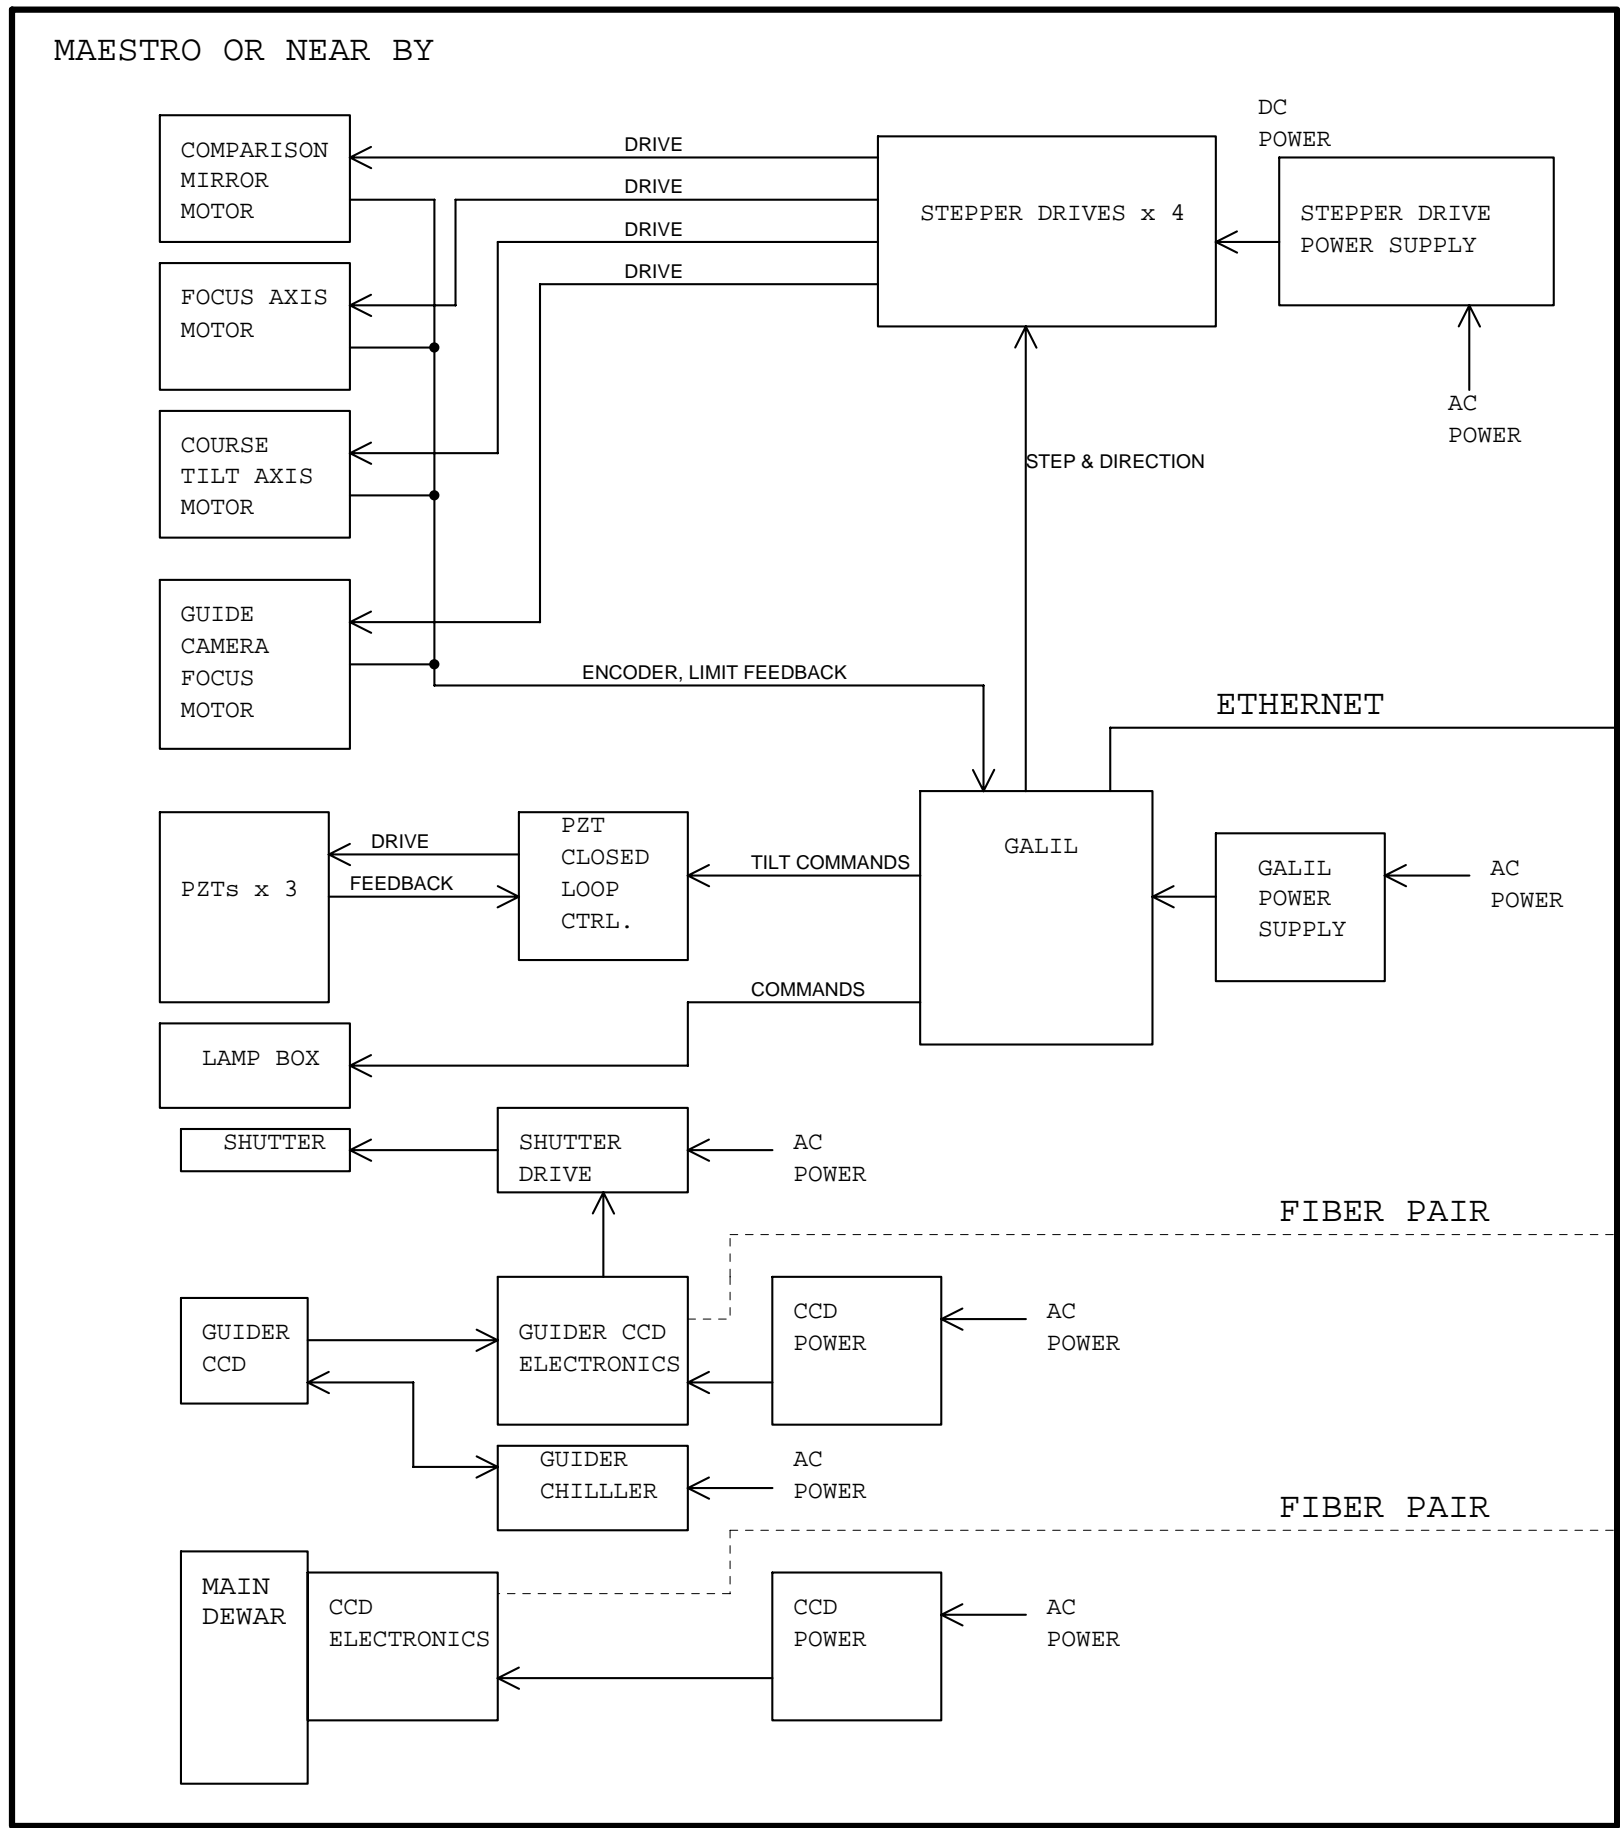 MAESTRO OR NEAR BY
COMPARISON
MIRROR
MOTOR
DRIVE
DRIVE
DRIVE
DRIVE
STEPPER DRIVES x 4
DC
POWER
STEPPER DRIVE
POWER SUPPLY
AC
POWER
FOCUS AXIS
MOTOR
COURSE
TILT AXIS
MOTOR
STEP & DIRECTION
GUIDE
CAMERA
FOCUS
MOTOR
ENCODER, LIMIT FEEDBACK
ETHERNET
PZTs x 3
DRIVE
FEEDBACK
PZT
CLOSED
LOOP
CTRL.
TILT COMMANDS
GALIL
GALIL
POWER
SUPPLY
AC
POWER
COMMANDS
LAMP BOX
SHUTTER
SHUTTER
DRIVE
AC
POWER
FIBER PAIR
GUIDER
CCD
GUIDER CCD
ELECTRONICS
CCD
POWER
AC
POWER
GUIDER
CHILLLER
AC
POWER
FIBER PAIR
MAIN
DEWAR
CCD
ELECTRONICS
CCD
POWER
AC
POWER